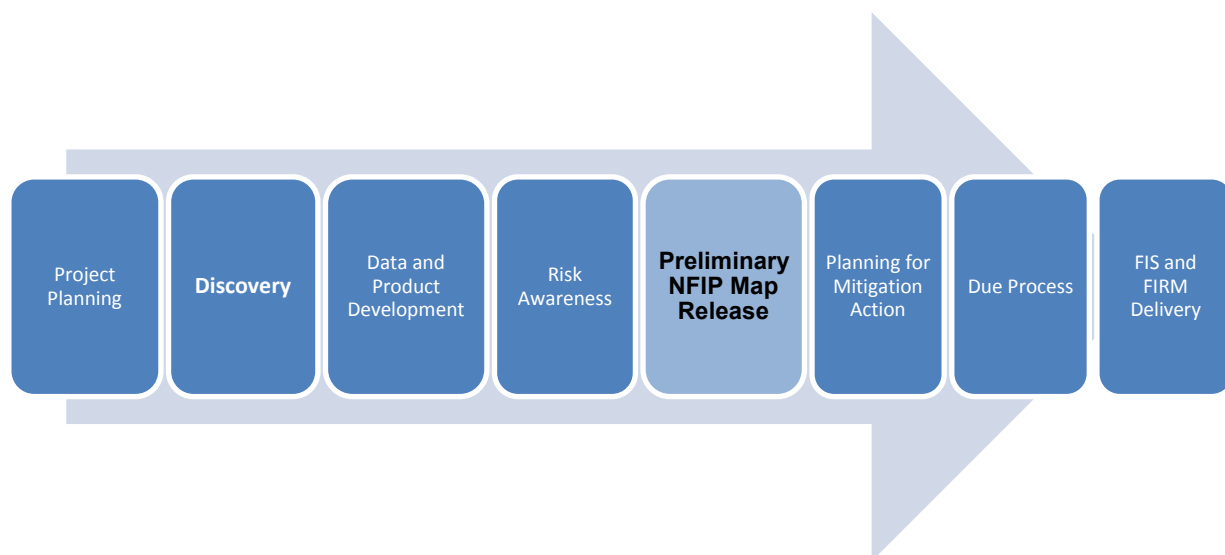 Project
Planning
Discovery
Data and
Product
Development
Risk
Awareness
Preliminary
NFIP Map
Release
Planning for
Mitigation
Action
Due Process
FIS and
FIRM
Delivery